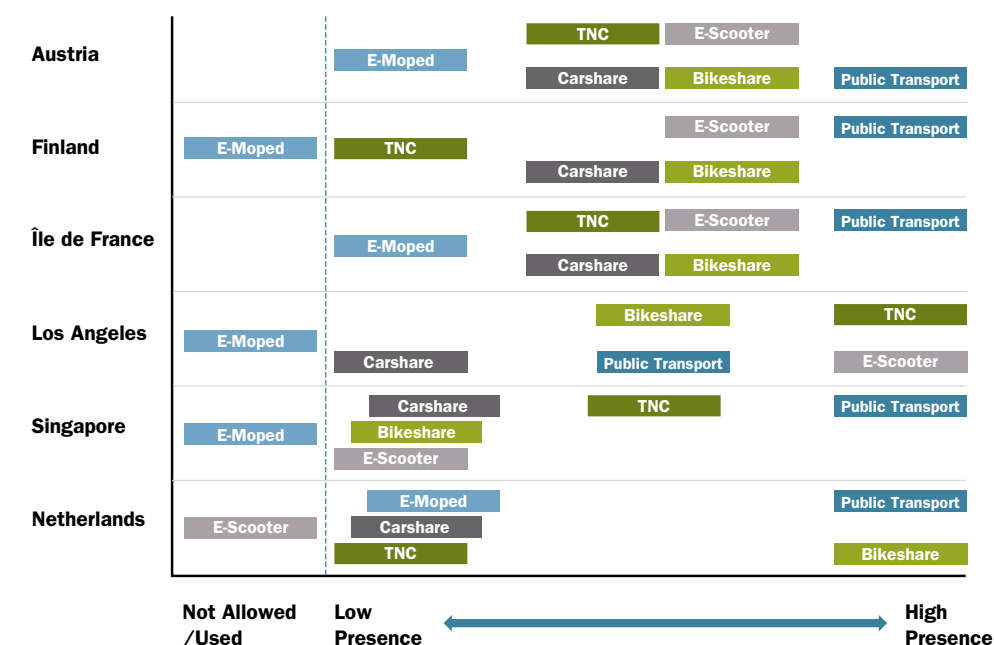 Austria
TNC
E-Scooter
E-Moped
Carshare
Bikeshare
Public Transport
Finland
E-Scooter
Public Transport
E-Moped
TNC
Carshare
Bikeshare
Île de France
TNC
E-Scooter
Public Transport
E-Moped
Carshare
Bikeshare
Los Angeles
Bikeshare
TNC
E-Moped
Carshare
Public Transport
E-Scooter
Singapore
Carshare
TNC
Public Transport
E-Moped
Bikeshare
E-Scooter
Netherlands
E-Moped
Public Transport
E-Scooter
Carshare
TNC
Bikeshare
Not Allowed
/Used
Low
Presence
High
Presence